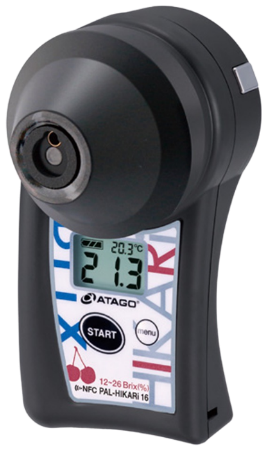 20.3°C
21.3
ATAGO
START
menu
12~26 Brix(%)
NFC PAL-HIKARi 16
HIKARi